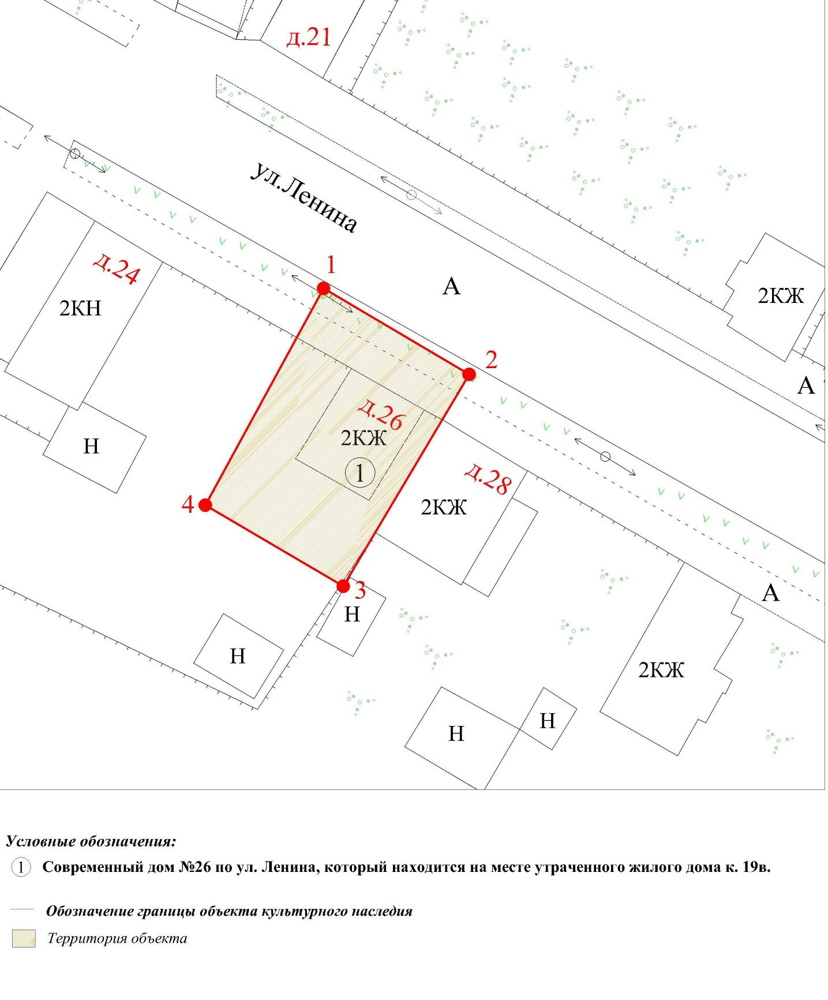 д.21
ул.Ленина
1
д.24
А
2КЖ
2КН
2
А
д.26
2КЖ
Н
1
д.28
4
2КЖ
3
А
Н
Н
2КЖ
Н
Н
Условные обозначения:
1 Современный дом №26 по ул. Ленина, который находится на месте утраченного жилого дома к. 19в.
Обозначение границы объекта культурного наследия
Территория объекта